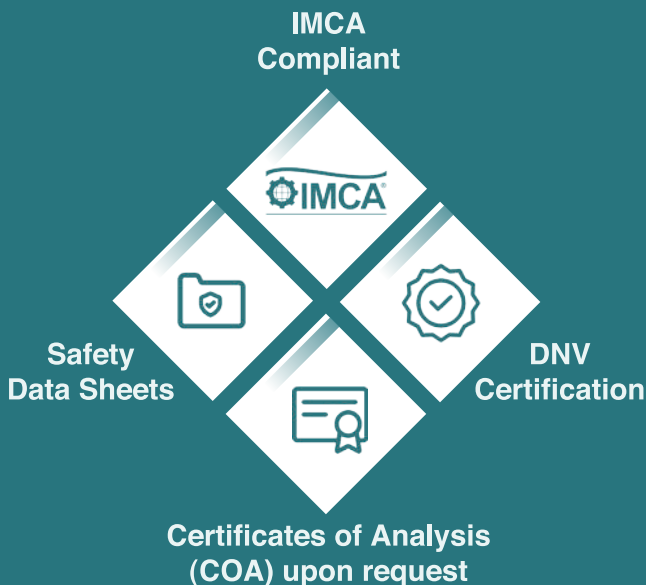 IMCA
Compliant
IMCA®
Safety
Data Sheets
DNV
Certification
Certificates of Analysis
(COA) upon request